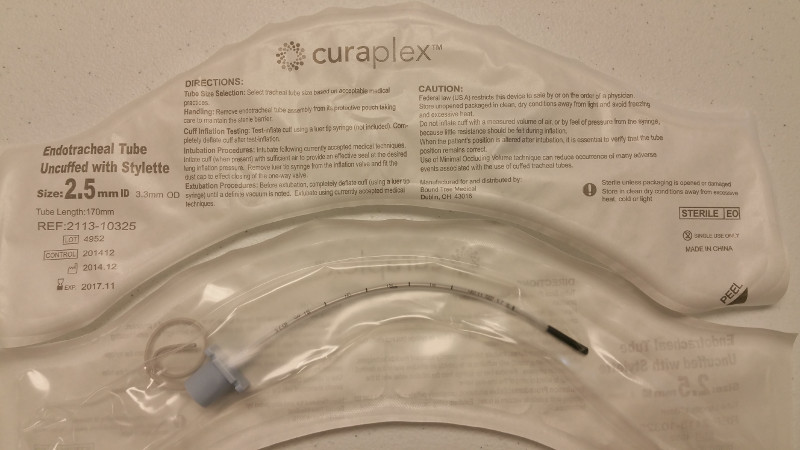 curaplex™
DIRECTIONS:
Tube Size Selection: Select tracheal tube size based on acceptable medical
practices.
Handling: Remove endotracheal tube assembly from its protective pouch taking
care to maintain the sterile barrier.
Cuff Inflation Testing: Test-inflate cuff using a luer tip syringe (not included). Com-
pletely deflate cuff after test-inflation.
Intubation Procedures: Intubate following currently accepted medical techniques.
Inflate cuff (when present) with sufficient air to provide an effective seal at the desired
lung inflation pressure. Remove luer to syringe from the inflation valve and fit the
dust cap to effect closing of the one-way valve.
Extubation Procedures: Before extubation, completely deflate cuff (using a luer to
syringe) until a definite vacuum is noted. Extubate using currently accepted medical
techniques.
CAUTION:
Federal law (USA) restricts this device to sale by or on the order of a physician.
Store unopened packaged in clean, dry conditions away from light and avoid freezing
and excessive heat.
Do not inflate cuff with a measured volume of air, or by feel of pressure from the syringe,
because little resistance should be felt during inflation.
When the patient's position is altered after intubation, it is essential to verify that the tube
position remains correct.
Use of Minimal Occluding Volume technique can reduce occurrence of many adverse
events associated with the use of cuffed tracheal tubes.
Manufactured for and distributed by:
Bound Tree Medical
Dublin, OH 43016
Endotracheal Tube
Uncuffed with Stylette
Size: 2.5 mm ID 3.3mm OD
Tube Length:170mm
REF:2113-10325
LOT 4952
CONTROL 201412
2014.12
EXP. 2017.11
Sterile unless packaging is opened or damaged
Store in clean dry conditions away from excessive
heat, cold or light
STERILE EO
SINGLE USE ONLY
MADE IN CHINA
PEEL
Endotracheal Tube
Uncuffed with Stylette
2.5 mm ID